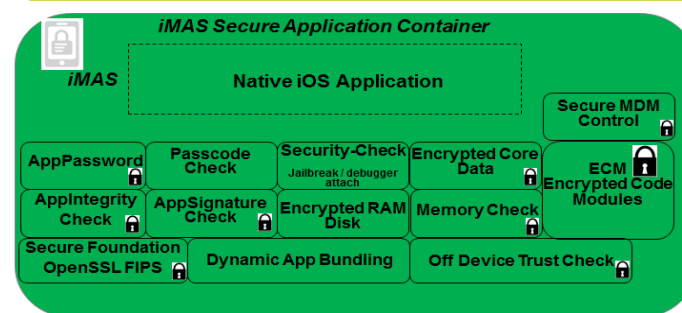 iMAS Secure Application Container
iMAS
Native iOS Application
Secure MDM
Control
AppPassword
Passcode
Check
Security-Check
Jailbreak / debugger
attach
Encrypted Core
Data
ECM
Encrypted Code
Modules
AppIntegrity
Check
AppSignature
Check
Encrypted RAM
Disk
Memory Check
Secure Foundation
OpenSSL FIPS
Dynamic App Bundling
Off Device Trust Check